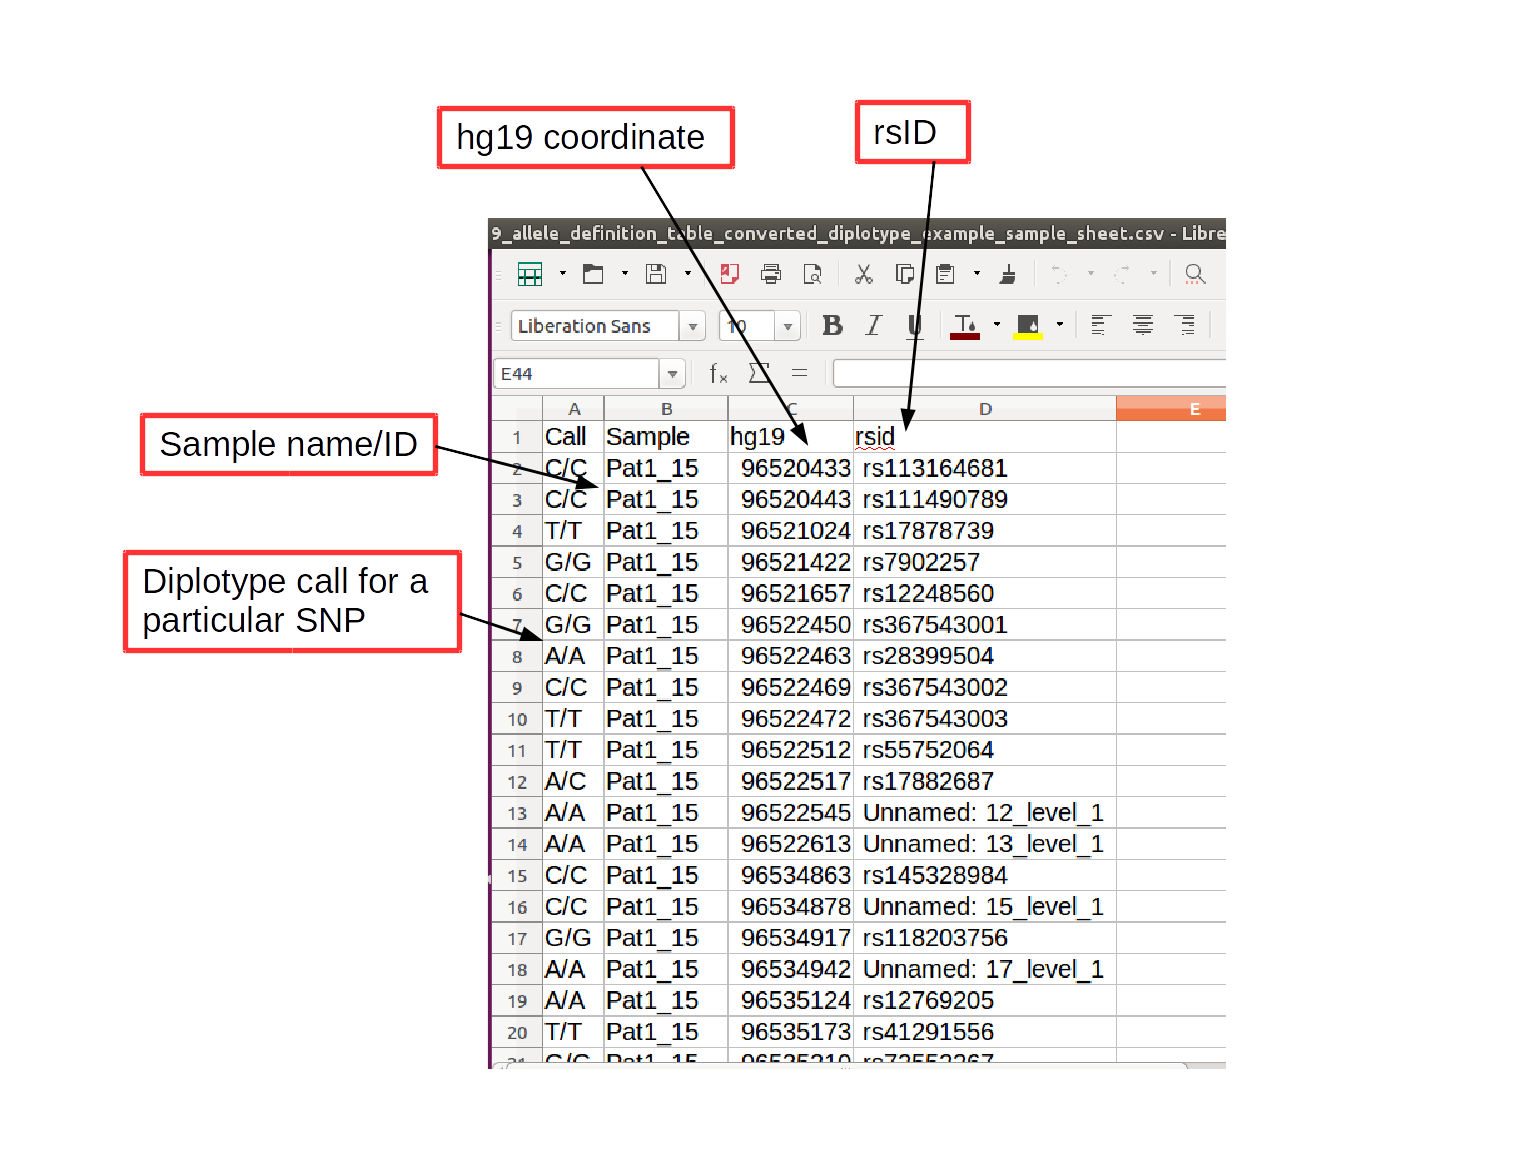 hg19 coordinate
rsID
9_allele_definition_table_converted_diplotype_example_sample_sheet.csv - Libre
Liberation Sans 10
E44
A B C D E
Sample name/ID
Diplotype call for a
particular SNP
1 Call Sample hg19 rsid
2 C/C Pat1_15 96520433 rs113164681
3 C/C Pat1_15 96520443 rs111490789
4 T/T Pat1_15 96521024 rs17878739
5 G/G Pat1_15 96521422 rs7902257
6 C/C Pat1_15 96521657 rs12248560
7 G/G Pat1_15 96522450 rs367543001
8 A/A Pat1_15 96522463 rs28399504
9 C/C Pat1_15 96522469 rs367543002
10 T/T Pat1_15 96522472 rs367543003
11 T/T Pat1_15 96522512 rs55752064
12 A/C Pat1_15 96522517 rs17882687
13 A/A Pat1_15 96522545 Unnamed: 12_level_1
14 A/A Pat1_15 96522613 Unnamed: 13_level_1
15 C/C Pat1_15 96534863 rs145328984
16 C/C Pat1_15 96534878 Unnamed: 15_level_1
17 G/G Pat1_15 96534917 rs118203756
18 A/A Pat1_15 96534942 Unnamed: 17_level_1
19 A/A Pat1_15 96535124 rs12769205
20 T/T Pat1_15 96535173 rs41291556